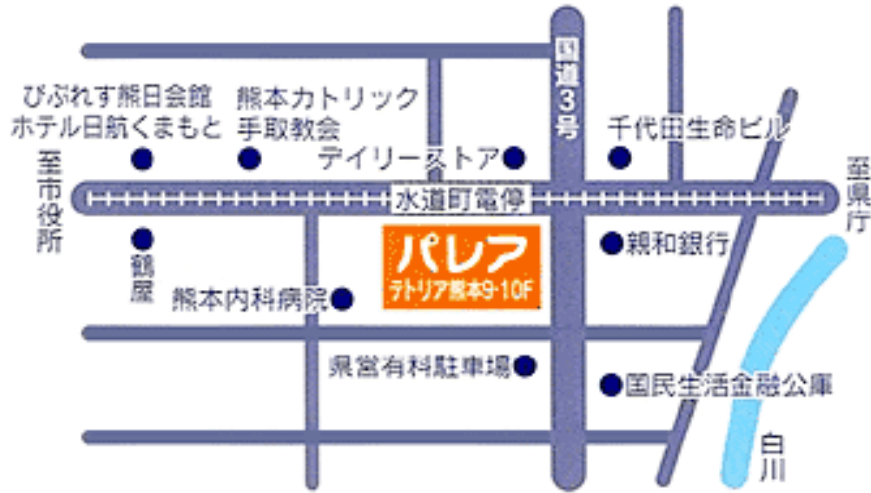 国道3号
びぷれす熊日会館
ホテル日航くまもと
熊本カトリック
手取教会
デイリーストア
千代田生命ビル
至市役所
水道町電停
至県庁
鶴屋
パレア
テトリア熊本9・10F
親和銀行
熊本内科病院
県営有料駐車場
国民生活金融公庫
白川